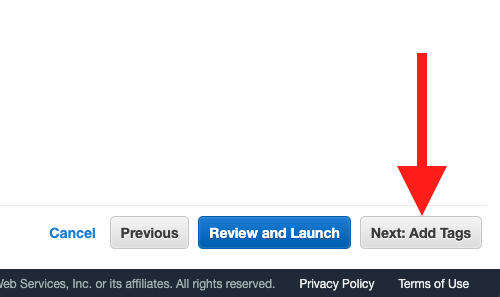 Cancel Previous Review and Launch Next: Add Tags
Web Services, Inc. or its affiliates. All rights reserved. Privacy Policy Terms of Use